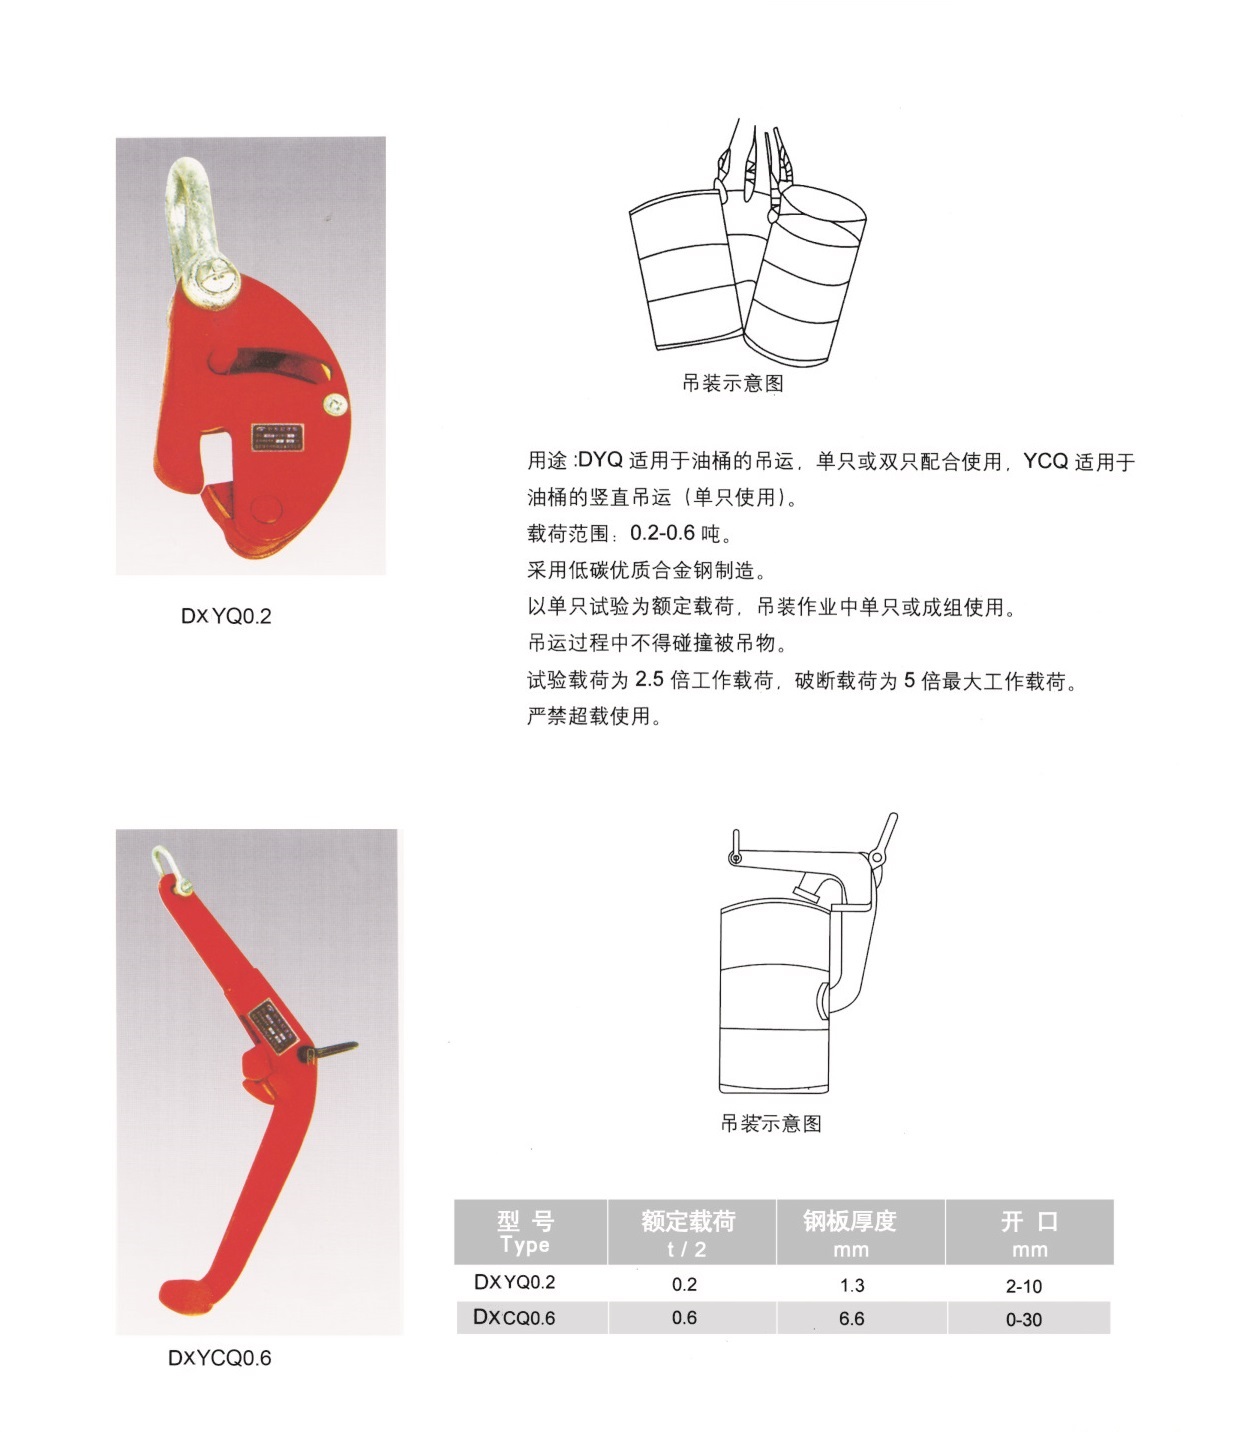 吊装示意图
DXYQ0.2
用途:DYQ 适用于油桶的吊运,单只或双只配合使用,YCQ 适用于
油桶的竖直吊运(单只使用)。
载荷范围:0.2-0.6 吨。
采用低碳优质合金钢制造。
以单只试验为额定载荷,吊装作业中单只或成组使用。
吊运过程中不得碰撞被吊物。
试验载荷为 2.5 倍工作载荷,破断载荷为 5 倍最大工作载荷。
严禁超载使用。
吊装示意图
DXYCQ0.6
型 号 额定载荷 钢板厚度 开 口
Type t / 2 mm mm
DXYQ0.2 0.2 1.3 2-10
DXCQ0.6 0.6 6.6 0-30